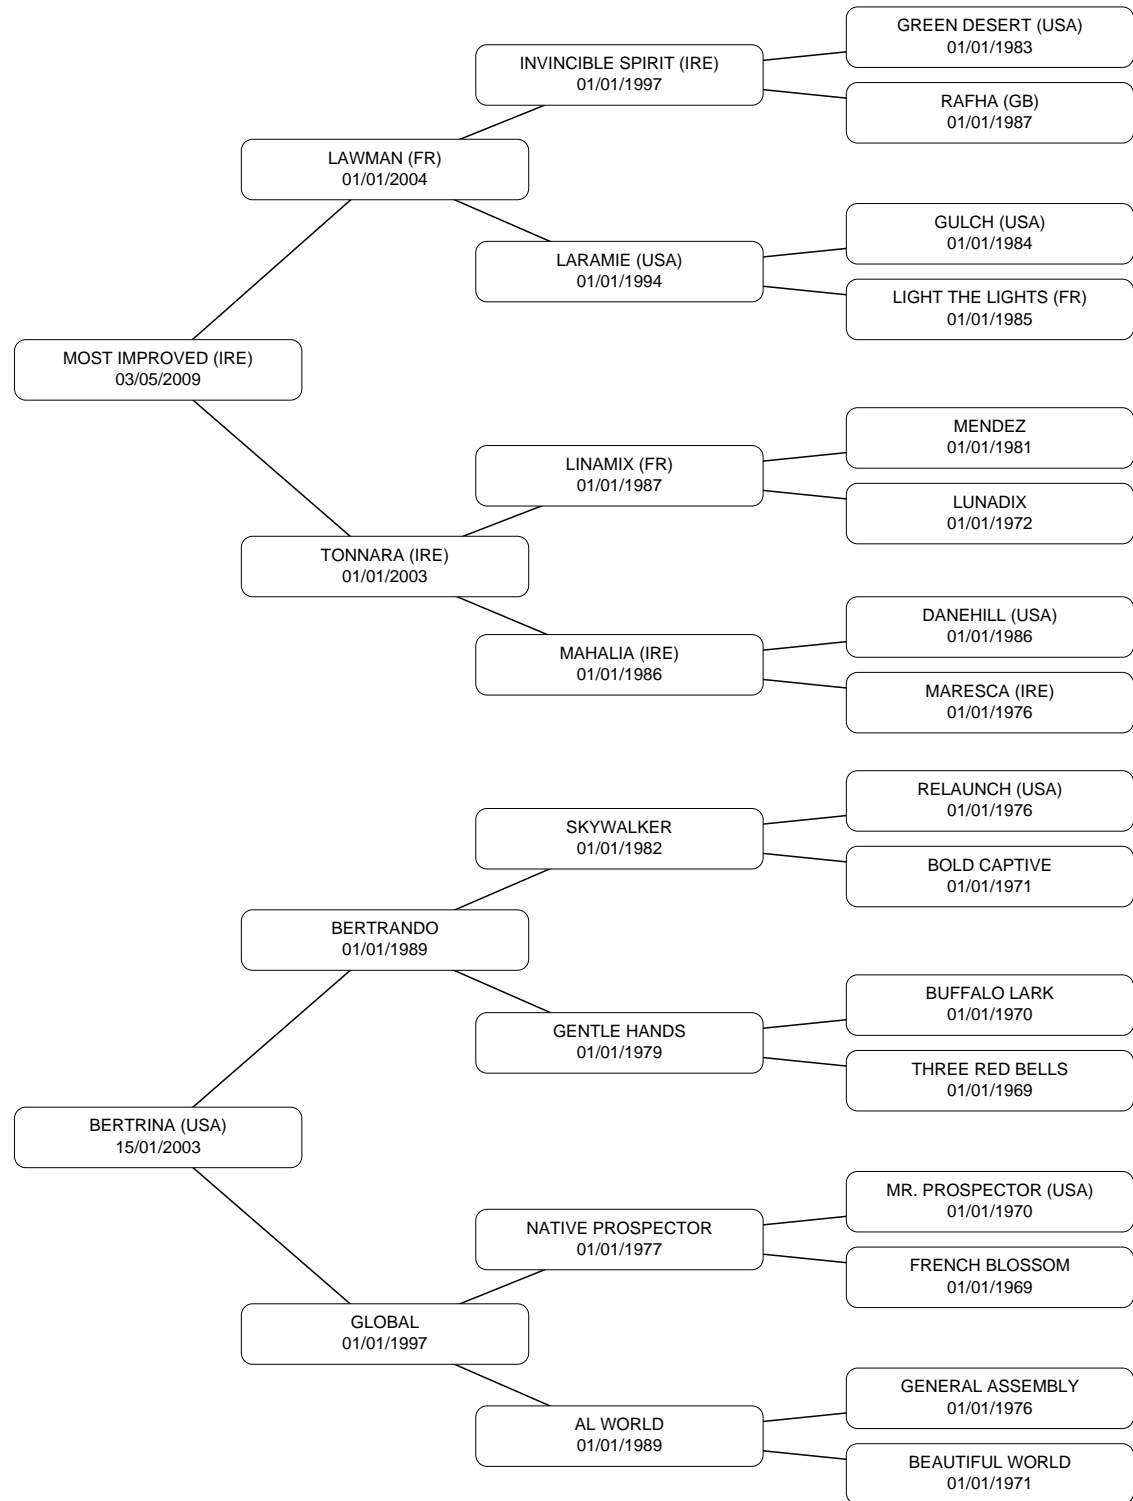 GREEN DESERT (USA)
01/01/1983
INVINCIBLE SPIRIT (IRE)
01/01/1997
RAFHA (GB)
01/01/1987
LAWMAN (FR)
01/01/2004
GULCH (USA)
01/01/1984
LARAMIE (USA)
01/01/1994
LIGHT THE LIGHTS (FR)
01/01/1985
MOST IMPROVED (IRE)
03/05/2009
MENDEZ
01/01/1981
LINAMIX (FR)
01/01/1987
LUNADIX
01/01/1972
TONNARA (IRE)
01/01/2003
DANEHILL (USA)
01/01/1986
MAHALIA (IRE)
01/01/1986
MARESCA (IRE)
01/01/1976
RELAUNCH (USA)
01/01/1976
SKYWALKER
01/01/1982
BOLD CAPTIVE
01/01/1971
BERTRANDO
01/01/1989
BUFFALO LARK
01/01/1970
GENTLE HANDS
01/01/1979
THREE RED BELLS
01/01/1969
BERTRINA (USA)
15/01/2003
MR. PROSPECTOR (USA)
01/01/1970
NATIVE PROSPECTOR
01/01/1977
FRENCH BLOSSOM
01/01/1969
GLOBAL
01/01/1997
GENERAL ASSEMBLY
01/01/1976
AL WORLD
01/01/1989
BEAUTIFUL WORLD
01/01/1971